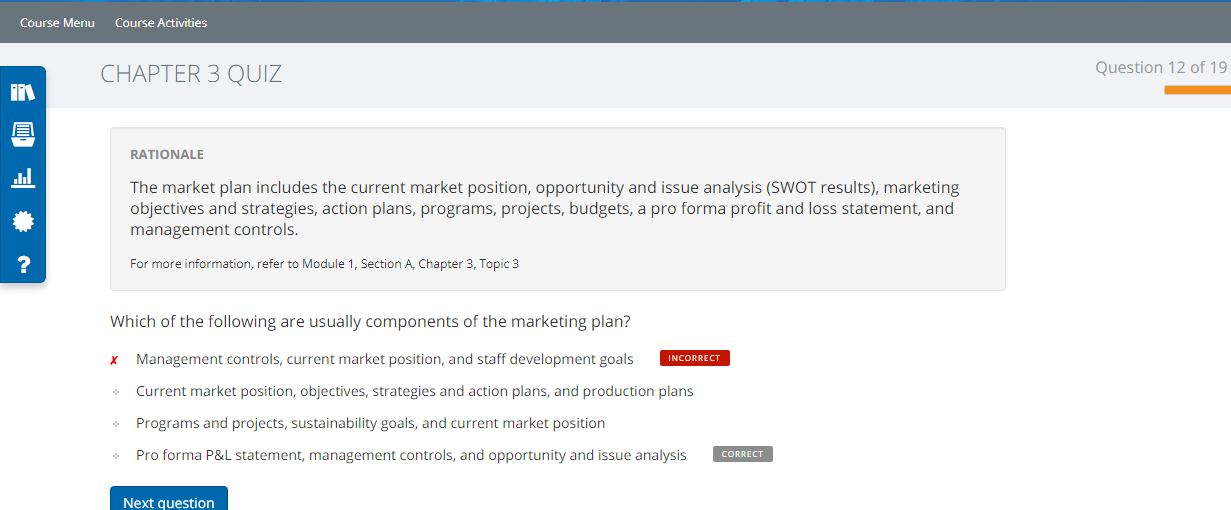 Course Menu Course Activities
CHAPTER 3 QUIZ
Question 12 of 19
RATIONALE
The market plan includes the current market position, opportunity and issue analysis (SWOT results), marketing
objectives and strategies, action plans, programs, projects, budgets, a pro forma profit and loss statement, and
management controls.
For more information, refer to Module 1, Section A, Chapter 3, Topic 3
Which of the following are usually components of the marketing plan?
✗ Management controls, current market position, and staff development goals INCORRECT
Current market position, objectives, strategies and action plans, and production plans
Programs and projects, sustainability goals, and current market position
Pro forma P&L statement, management controls, and opportunity and issue analysis CORRECT
Next question
?